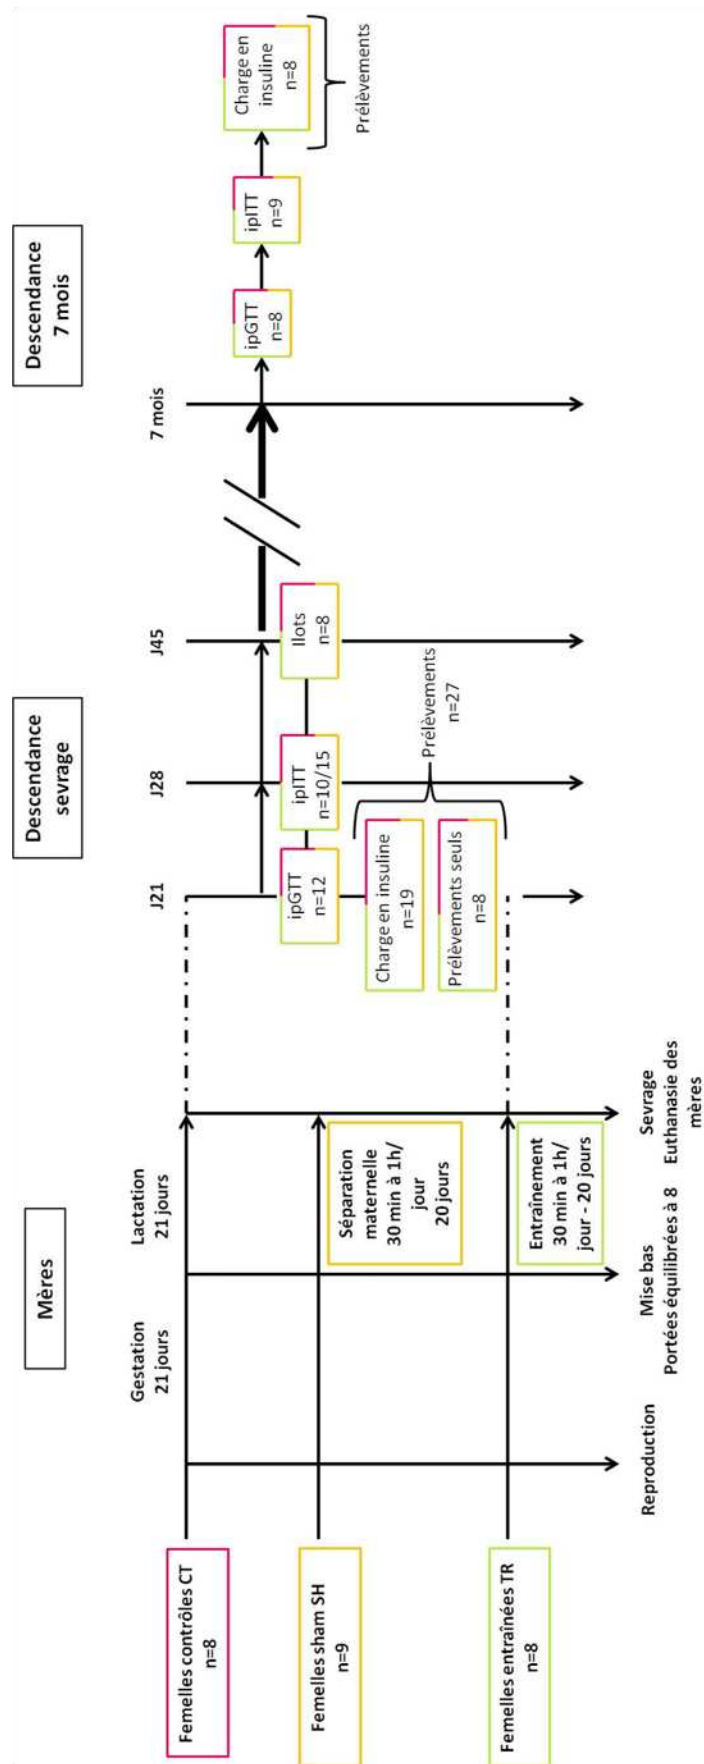 Mères
Descendance
sevrage
Descendance
7 mois
Gestation
21 jours
Lactation
21 jours
J21
J28
J45
7 mois
Femelles contrôles CT
n=8
Femelles sham SH
n=9
Femelles entraînées TR
n=8
Séparation
maternelle
30 min à 1h/
jour
20 jours
Entraînement
30 min à 1h/
jour - 20 jours
Reproduction
Mise bas
Portées équilibrées à 8
Sevrage
Euthanasie des
mères
ipGTT
n=12
ipITT
n=10/15
Ilots
n=8
Charge en insuline
n=19
Prélèvements seuls
n=8
Prélèvements
n=27
ipGTT
n=8
ipITT
n=9
Charge en
insuline
n=8
Prélèvements